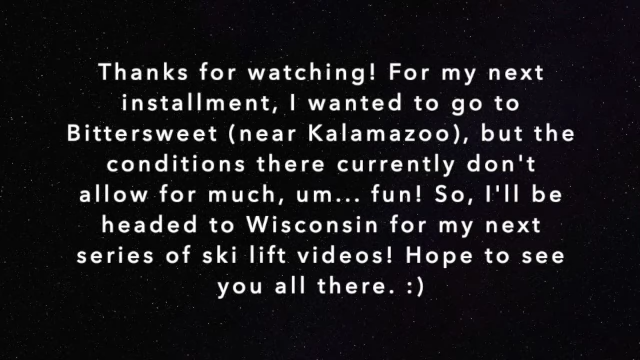 Thanks for watching! For my next
installment, I wanted to go to
Bittersweet (near Kalamazoo), but the
conditions there currently don't
allow for much, um... fun! So, I'll be
headed to Wisconsin for my next
series of ski lift videos! Hope to see
you all there. :)